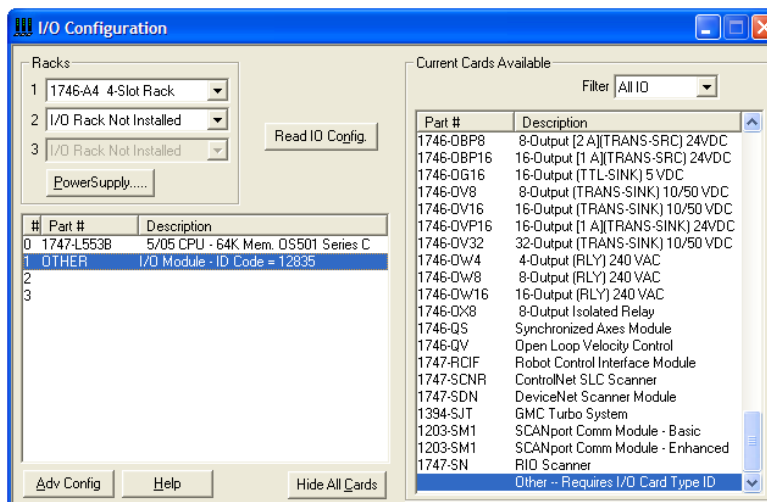 I/O Configuration
Racks
1 1746-A4 4-Slot Rack
2 I/O Rack Not Installed
3 I/O Rack Not Installed
PowerSupply.....
Read IO Config.
# Part # Description
0 1747-L553B 5/05 CPU - 64K Mem. OS501 Series C
1 OTHER I/O Module - ID Code = 12835
2
3
Adv Config Help Hide All Cards
Current Cards Available
Filter All IO
Part # Description
1746-OBP8 8-Output [2 A](TRANS-SRC) 24VDC
1746-OBP16 16-Output [1 A](TRANS-SRC) 24VDC
1746-OG16 16-Output (TTL-SINK) 5 VDC
1746-OV8 8-Output (TRANS-SINK) 10/50 VDC
1746-OV16 16-Output (TRANS-SINK) 10/50 VDC
1746-OVP16 16-Output [1 A](TRANS-SINK) 24VDC
1746-OV32 32-Output (TRANS-SINK) 10/50 VDC
1746-OW4 4-Output (RLY) 240 VAC
1746-OW8 8-Output (RLY) 240 VAC
1746-OW16 16-Output (RLY) 240 VAC
1746-OX8 8-Output Isolated Relay
1746-QS Synchronized Axes Module
1746-QV Open Loop Velocity Control
1747-RCIF Robot Control Interface Module
1747-SCNR ControlNet SLC Scanner
1747-SDN DeviceNet Scanner Module
1394-SJT GMC Turbo System
1203-SM1 SCANport Comm Module - Basic
1203-SM1 SCANport Comm Module - Enhanced
1747-SN RIO Scanner
Other -- Requires I/O Card Type ID